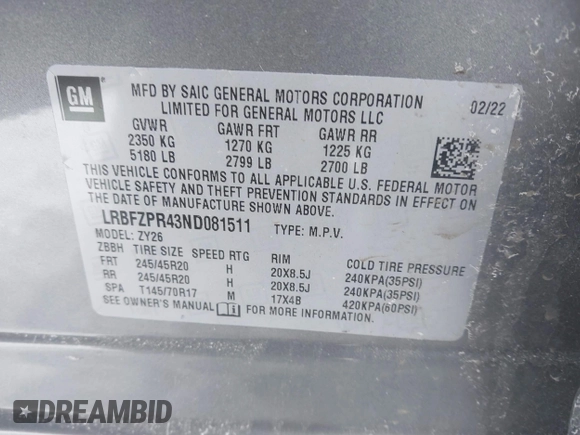 GM
MFD BY SAIC GENERAL MOTORS CORPORATION 02/22
LIMITED FOR GENERAL MOTORS LLC
GVWR GAWR FRT GAWR RR
2350 KG 1270 KG 1225 KG
5180 LB 2799 LB 2700 LB
THIS VEHICLE CONFORMS TO ALL APPLICABLE U.S. FEDERAL MOTOR
VEHICLE SAFETY AND THEFT PREVENTION STANDARDS IN EFFECT ON
THE DATE OF MANUFACTURE SHOWN ABOVE.
LRBFZPR43ND081511 TYPE: M.P.V.
MODEL: ZY26
ZBBH TIRE SIZE SPEED RTG RIM COLD TIRE PRESSURE
FRT 245/45R20 H 20X8.5J 240KPA(35PSI)
RR 245/45R20 H 20X8.5J 240KPA(35PSI)
SPA T145/70R17 M 17X4B 420KPA(60PSI)
SEE OWNER'S MANUAL FOR MORE INFORMATION.
DREAMBID